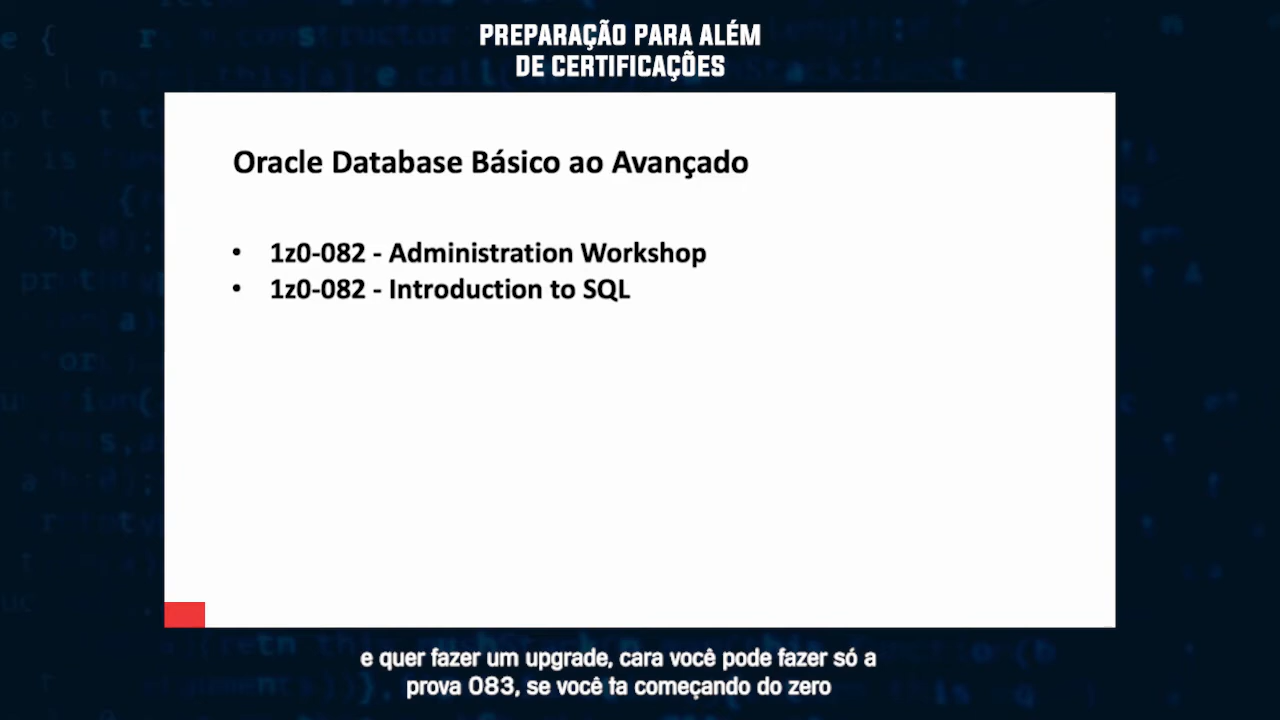 PREPARAÇÃO PARA ALÉM
DE CERTIFICAÇÕES
Oracle Database Básico ao Avançado
• 1z0-082 - Administration Workshop
• 1z0-082 - Introduction to SQL
e quer fazer um upgrade, cara você pode fazer só a
prova 083, se você ta começando do zero